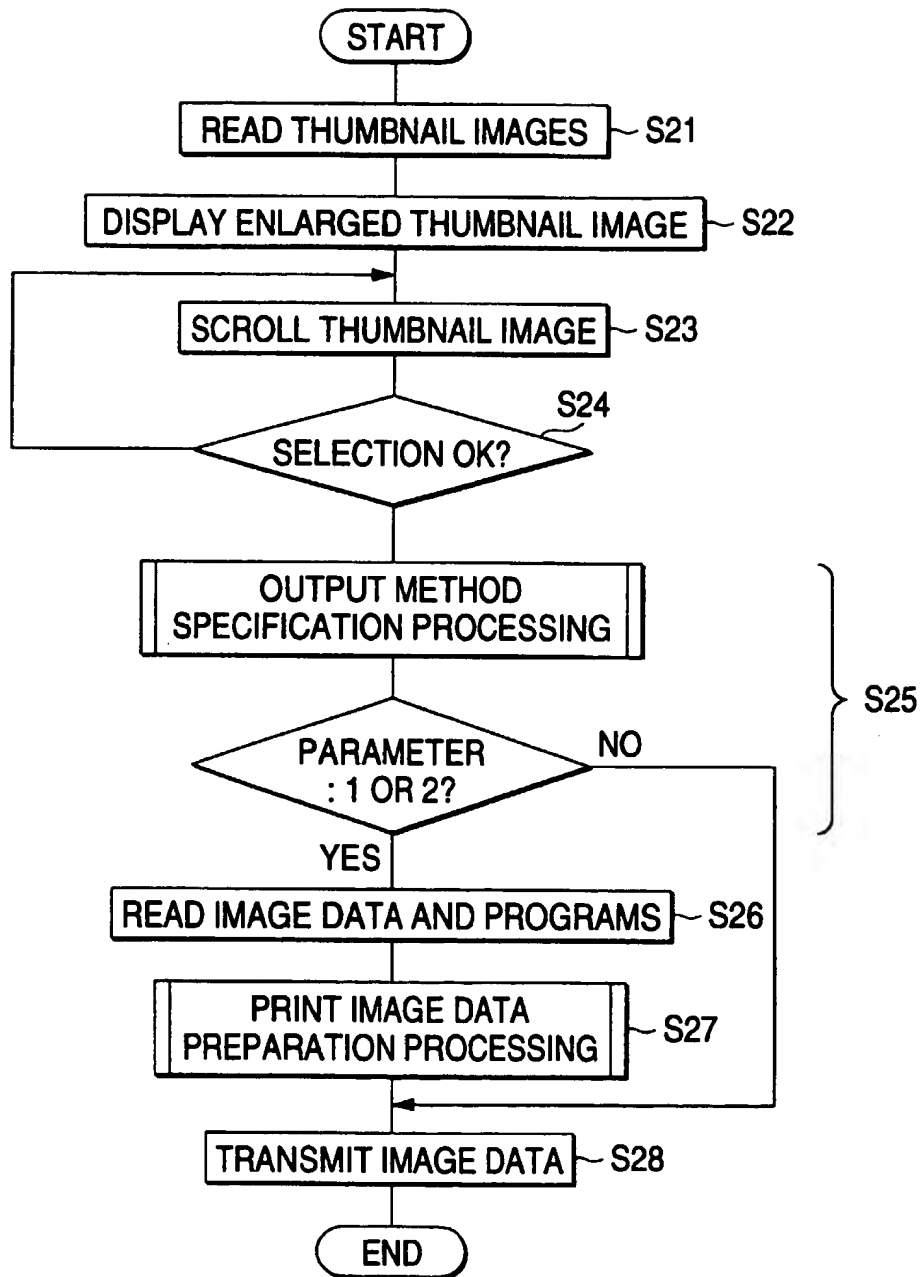 START
READ THUMBNAIL IMAGES
S21
DISPLAY ENLARGED THUMBNAIL IMAGE
S22
SCROLL THUMBNAIL IMAGE
S23
S24
SELECTION OK?
OUTPUT METHOD
SPECIFICATION PROCESSING
S25
PARAMETER
: 1 OR 2?
NO
YES
READ IMAGE DATA AND PROGRAMS
S26
PRINT IMAGE DATA
PREPARATION PROCESSING
S27
TRANSMIT IMAGE DATA
S28
END